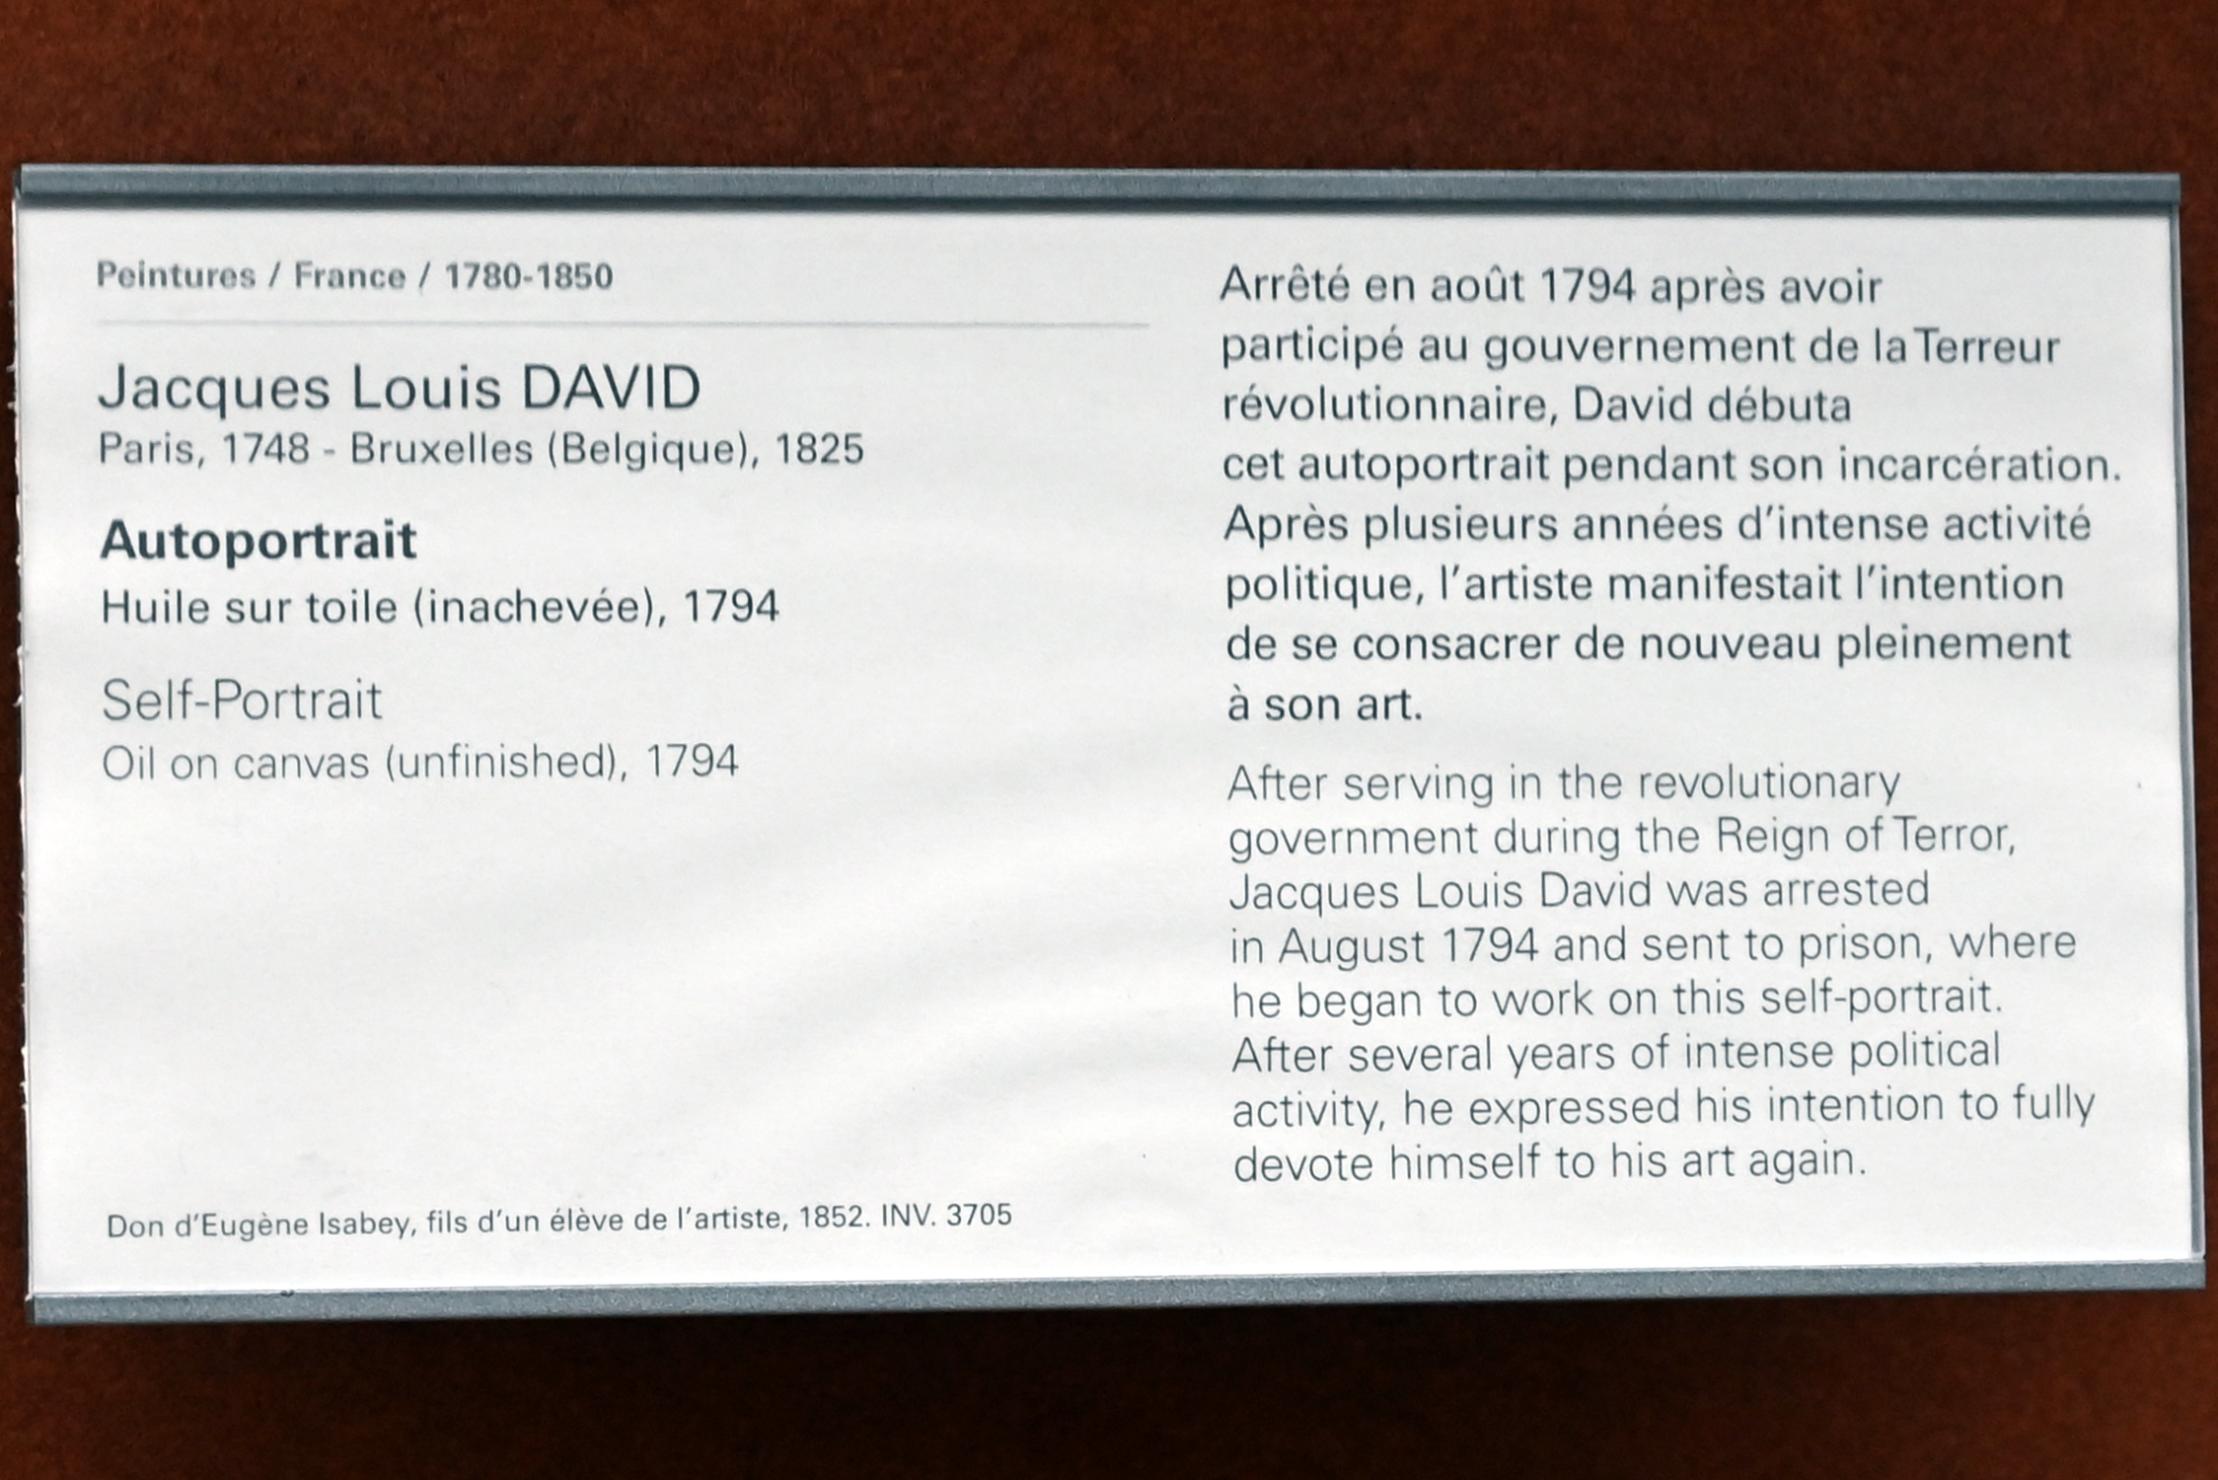 Peintures / France / 1780-1850
Jacques Louis DAVID
Paris, 1748 - Bruxelles (Belgique), 1825
Autoportrait
Huile sur toile (inachevée), 1794
Self-Portrait
Oil on canvas (unfinished), 1794
Don d'Eugène Isabey, fils d'un élève de l'artiste, 1852. INV. 3705
Arrêté en août 1794 après avoir
participé au gouvernement de la Terreur
révolutionnaire, David débuta
cet autoportrait pendant son incarcération.
Après plusieurs années d'intense activité
politique, l'artiste manifestait l'intention
de se consacrer de nouveau pleinement
à son art.
After serving in the revolutionary
government during the Reign of Terror,
Jacques Louis David was arrested
in August 1794 and sent to prison, where
he began to work on this self-portrait.
After several years of intense political
activity, he expressed his intention to fully
devote himself to his art again.